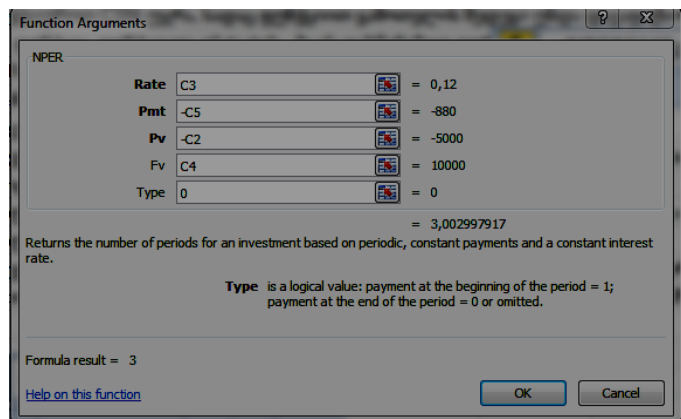 Function Arguments
NPER
Rate C3 = 0,12
Pmt -C5 = -880
Pv -C2 = -5000
Fv C4 = 10000
Type 0 = 0
= 3,002997917
Returns the number of periods for an investment based on periodic, constant payments and a constant interest
rate.
Type is a logical value: payment at the beginning of the period = 1;
payment at the end of the period = 0 or omitted.
Formula result = 3
Help on this function
OK Cancel